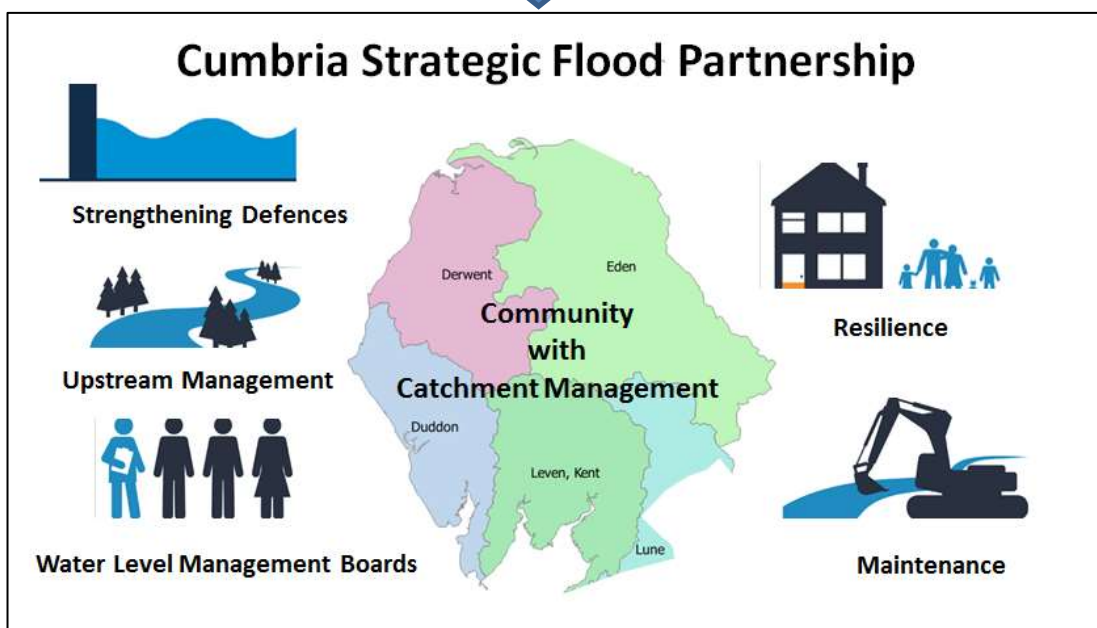 Cumbria Strategic Flood Partnership
Strengthening Defences
Upstream Management
Water Level Management Boards
Derwent
Eden
Community
with
Catchment Management
Duddon
Leven, Kent
Lune
Resilience
Maintenance